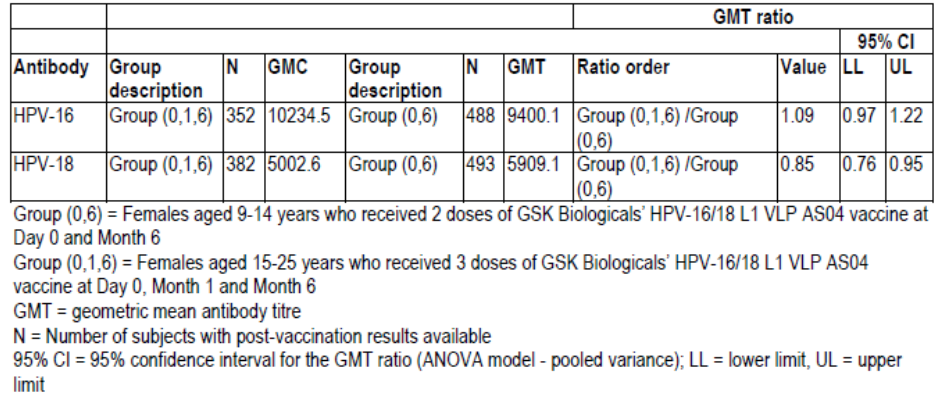 GMT ratio
95% CI
Antibody Group description N GMC Group description N GMT Ratio order Value LL UL
HPV-16 Group (0,1,6) 352 10234.5 Group (0,6) 488 9400.1 Group (0,1,6) /Group (0,6) 1.09 0.97 1.22
HPV-18 Group (0,1,6) 382 5002.6 Group (0,6) 493 5909.1 Group (0,1,6) /Group (0,6) 0.85 0.76 0.95
Group (0,6) = Females aged 9-14 years who received 2 doses of GSK Biologicals' HPV-16/18 L1 VLP AS04 vaccine at
Day 0 and Month 6
Group (0,1,6) = Females aged 15-25 years who received 3 doses of GSK Biologicals' HPV-16/18 L1 VLP AS04
vaccine at Day 0, Month 1 and Month 6
GMT = geometric mean antibody titre
N = Number of subjects with post-vaccination results available
95% CI = 95% confidence interval for the GMT ratio (ANOVA model - pooled variance); LL = lower limit, UL = upper
limit